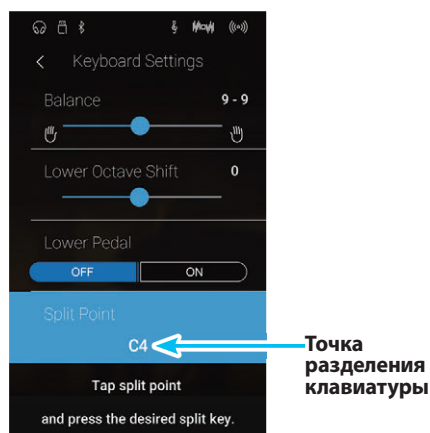 Keyboard Settings
Balance 9 - 9
Lower Octave Shift 0
Lower Pedal
OFF ON
Split Point
C4
Tap split point
and press the desired split key.
Точка
разделения
клавиатуры